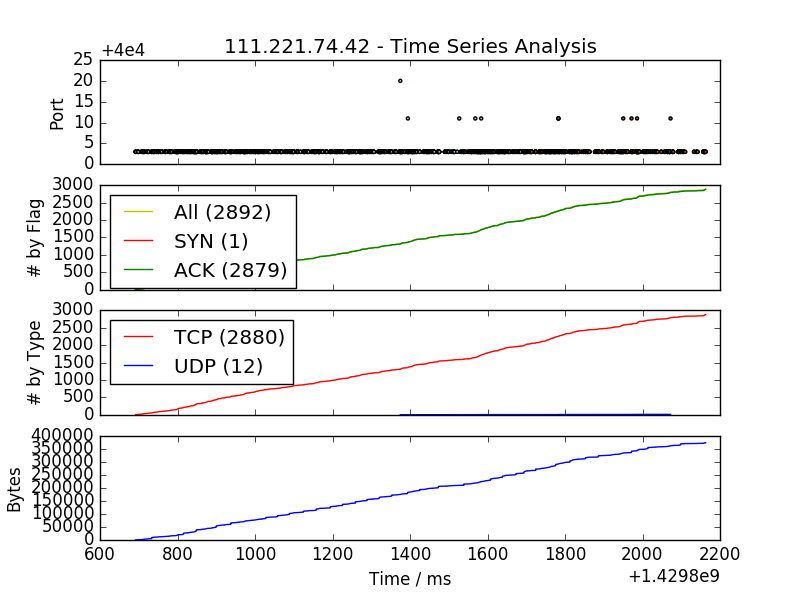 111.221.74.42 - Time Series Analysis
+4e4
25
20
15
10
5
0
Port
3000
2500
2000
1500
1000
500
0
# by Flag
All (2892)
SYN (1)
ACK (2879)
3000
2500
2000
1500
1000
500
0
# by Type
TCP (2880)
UDP (12)
400000
350000
300000
250000
200000
150000
100000
50000
0
Bytes
600 800 1000 1200 1400 1600 1800 2000 2200
Time / ms
+1.4298e9